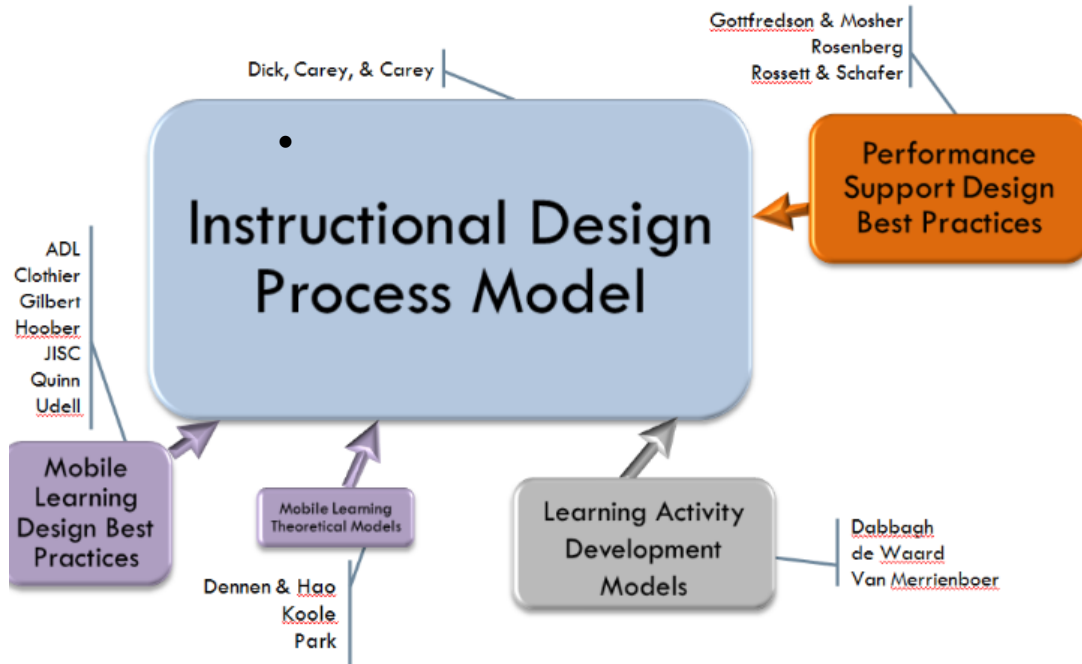 Gottfredson & Mosher
Rosenberg
Rossett & Schafer
Dick, Carey, & Carey
Instructional Design
Process Model
Performance
Support Design
Best Practices
ADL
Clothier
Gilbert
Hoober
JISC
Quinn
Udell
Mobile
Learning
Design Best
Practices
Mobile Learning
Theoretical Models
Dennen & Hao
Koole
Park
Learning Activity
Development
Models
Dabbagh
de Waard
Van Merrienboer